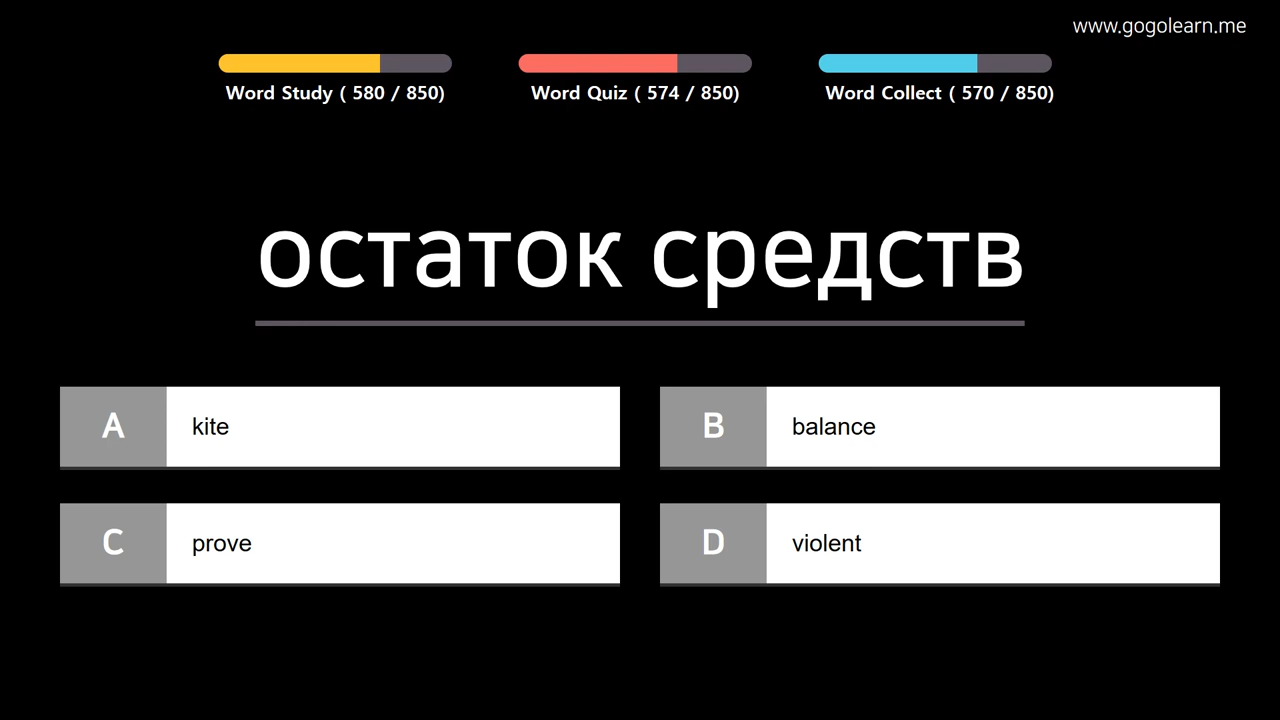 www.gogolearn.me
Word Study ( 580 / 850)
Word Quiz ( 574 / 850)
Word Collect ( 570 / 850)
остаток средств
A kite
B balance
C prove
D violent